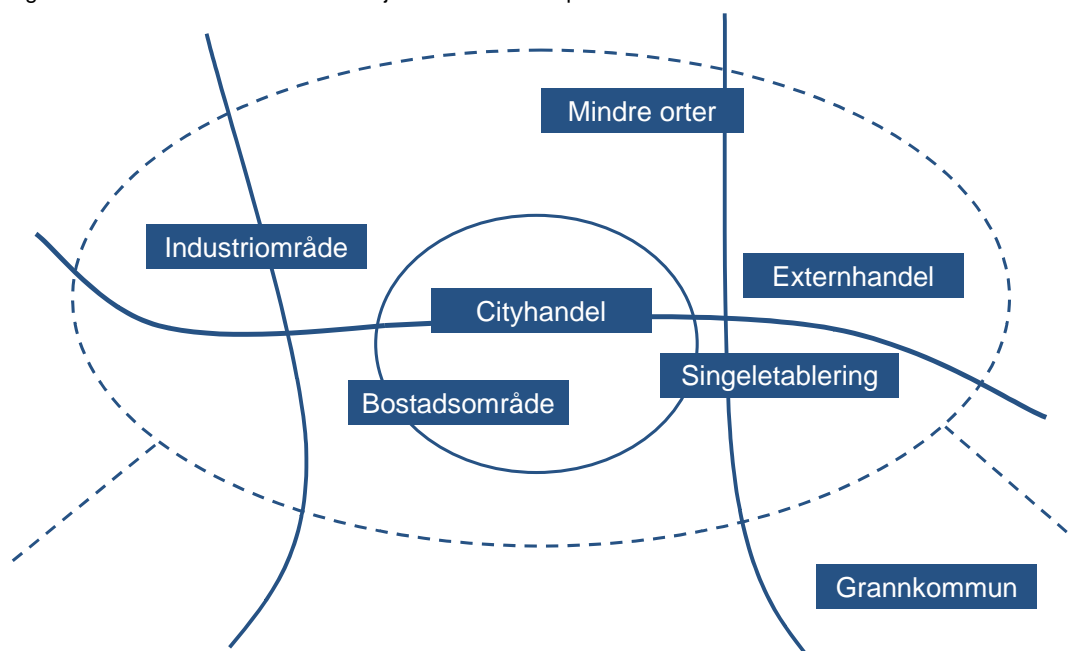 Mindre orter
Industriområde
Externhandel
Cityhandel
Singeletablering
Bostadsområde
Grannkommun